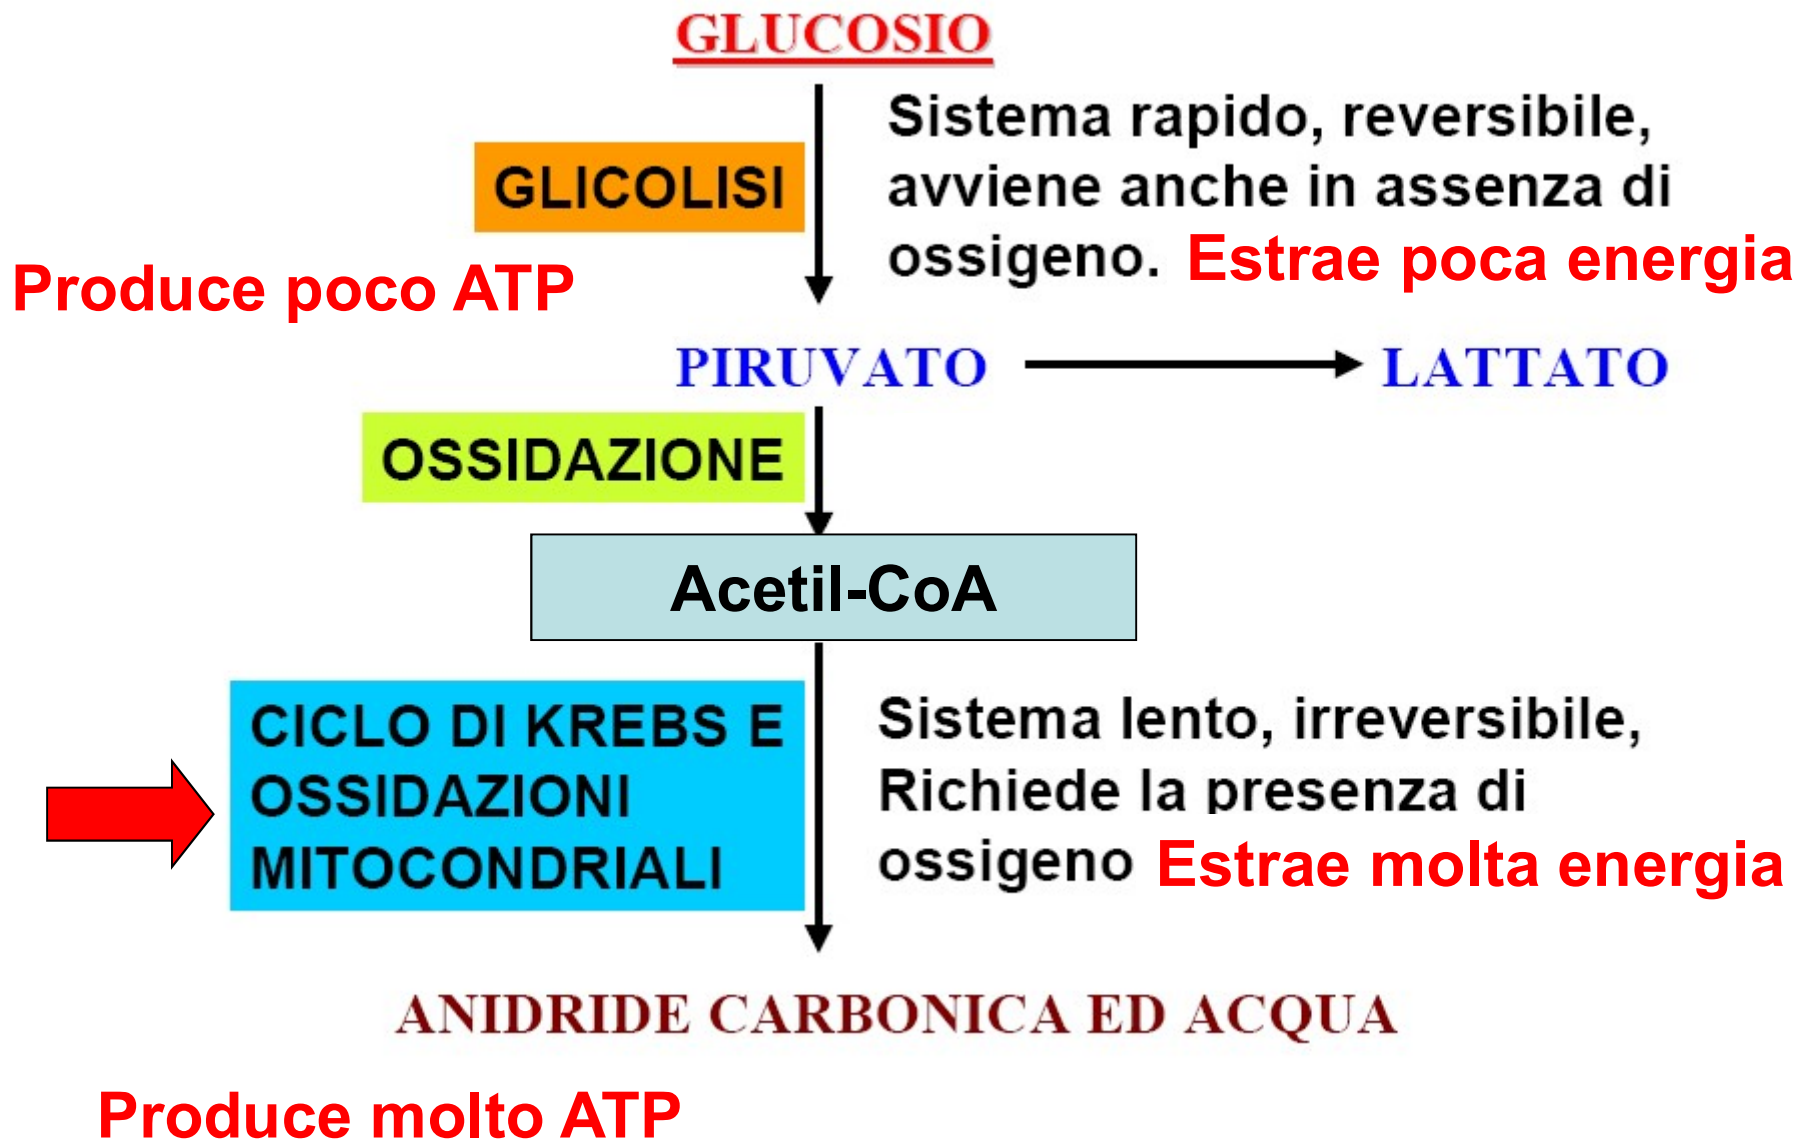 GLUCOSIO
Sistema rapido, reversibile,
GLICOLISI
avviene anche in assenza di
ossigeno. Estrae poca energia
Produce poco ATP
PIRUVATO
LATTATO
OSSIDAZIONE
Acetil-CoA
CICLO DI KREBS E
OSSIDAZIONI
MITOCONDRIALI
Sistema lento, irreversibile,
Richiede la presenza di
ossigeno Estrae molta energia
ANIDRIDE CARBONICA ED ACQUA
Produce molto ATP